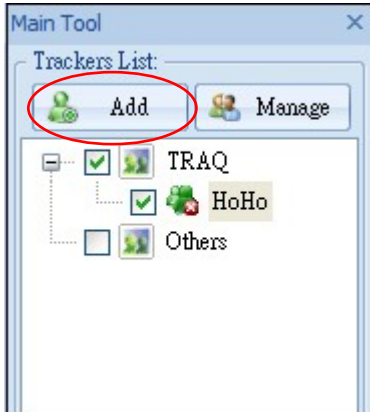 Main Tool
Trackers List:
Add Manage
TRAQ
HoHo
Others